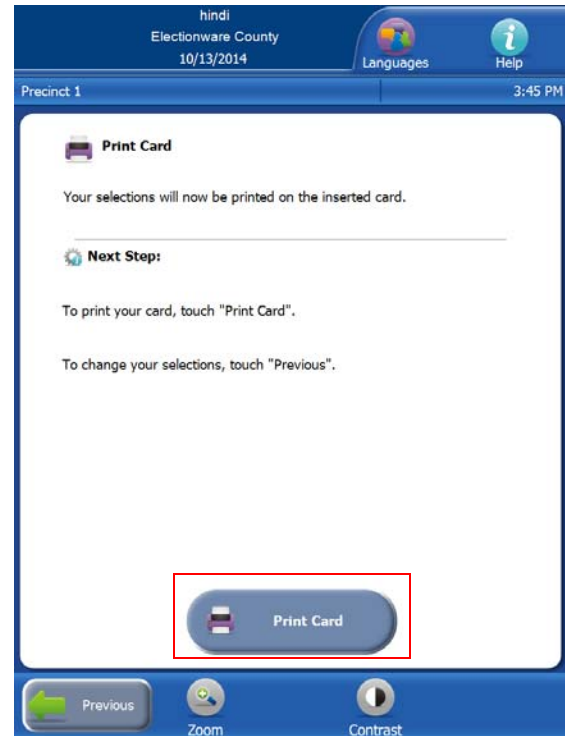 hindi
Electionware County
10/13/2014
Languages
Help
Precinct 1
3:45 PM
Print Card
Your selections will now be printed on the inserted card.
Next Step:
To print your card, touch "Print Card".
To change your selections, touch "Previous".
Print Card
Previous
Zoom
Contrast